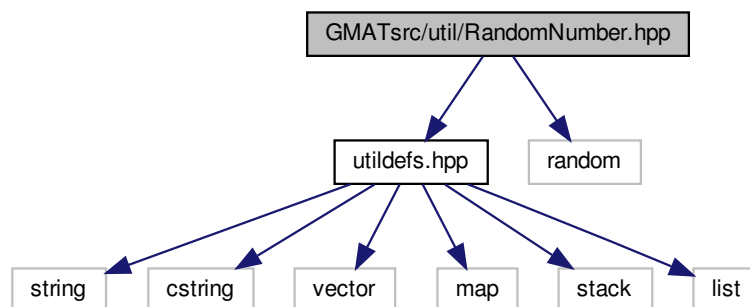 GMATsrc/util/RandomNumber.hpp
utildefs.hpp
random
string
cstring
vector
map
stack
list